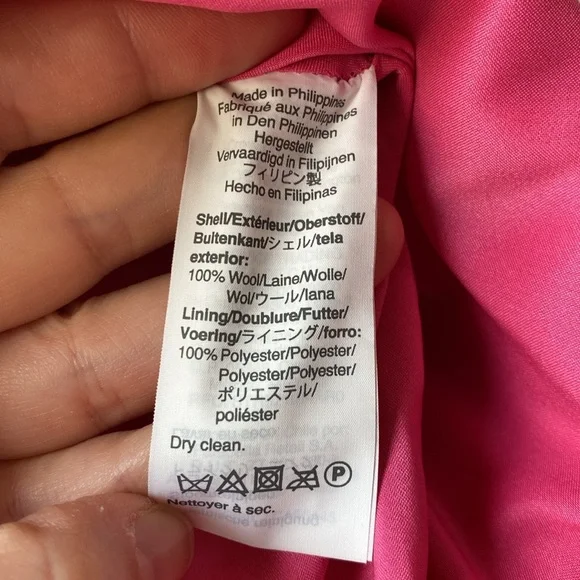 Made in Philippines
Fabriqué aux Philippines
in Den Philippinen
Hergestellt
Vervaardigd in Filipijnen
フィリピン製
Hecho en Filipinas
Shell/Extérieur/Oberstoff/
Buitenkant/シェル/tela
exterior:
100% Wool/Laine/Wolle/
Wol/ウール/lana
Lining/Doublure/Futter/
Voering/ライニング/forro:
100% Polyester/Polyester/
Polyester/Polyester/
ポリエステル/
poliéster
Dry clean.
P
Nettoyer à sec.